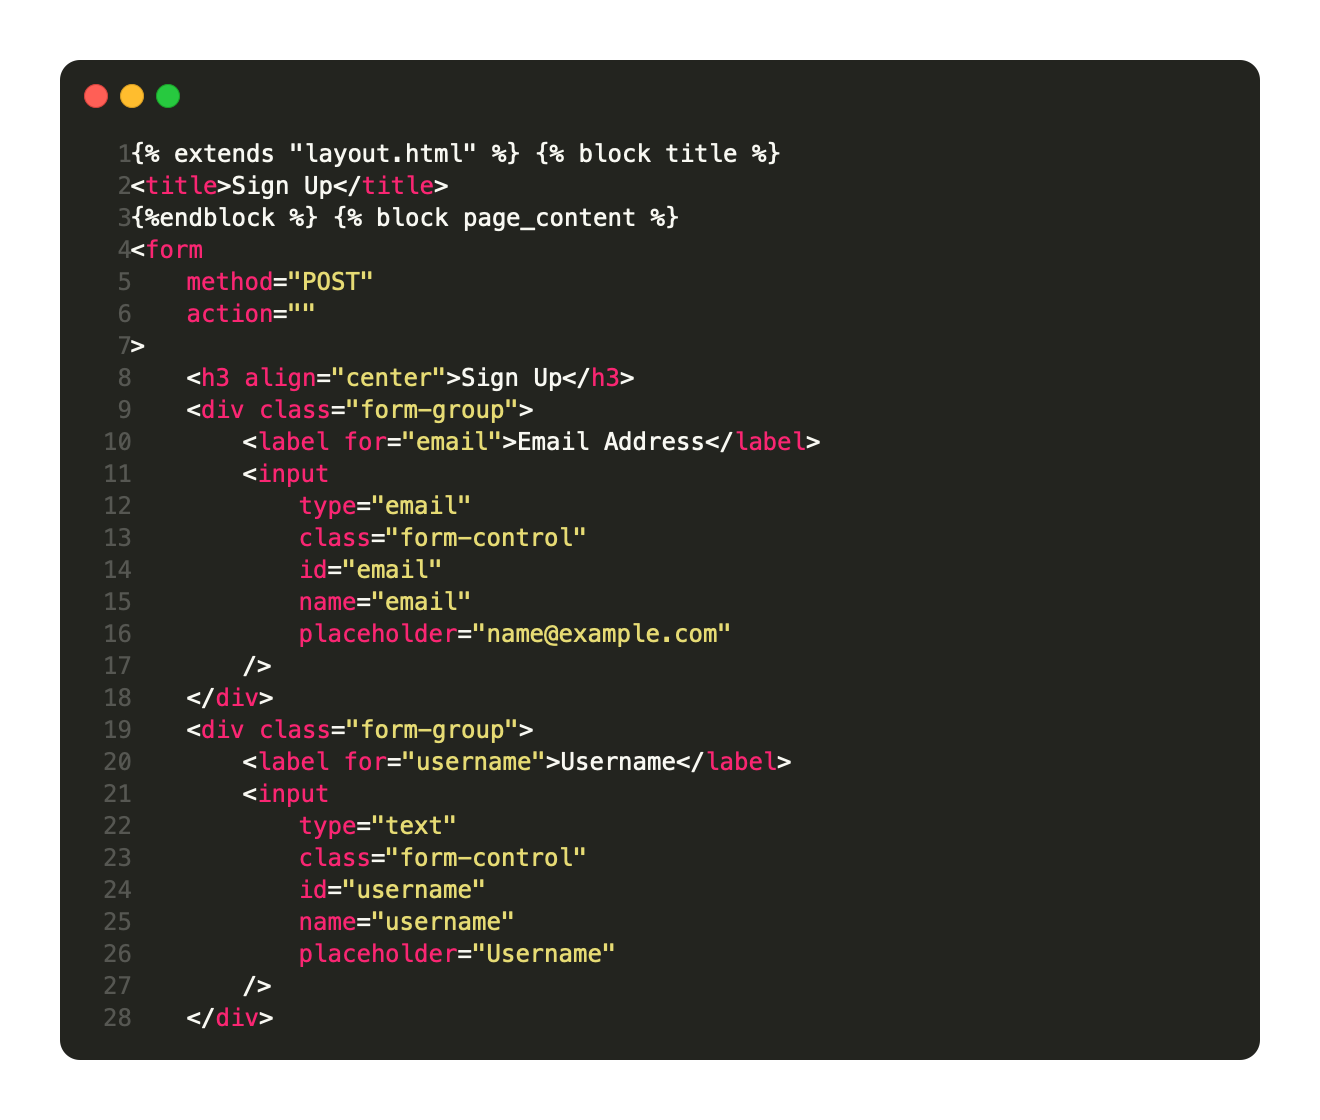 1{% extends "layout.html" %} {% block title %}
2<title>Sign Up</title>
3{%endblock %} {% block page_content %}
4<form
5    method="POST"
6    action=""
7>
8    <h3 align="center">Sign Up</h3>
9    <div class="form-group">
10        <label for="email">Email Address</label>
11        <input
12            type="email"
13            class="form-control"
14            id="email"
15            name="email"
16            placeholder="name@example.com"
17        />
18    </div>
19    <div class="form-group">
20        <label for="username">Username</label>
21        <input
22            type="text"
23            class="form-control"
24            id="username"
25            name="username"
26            placeholder="Username"
27        />
28    </div>